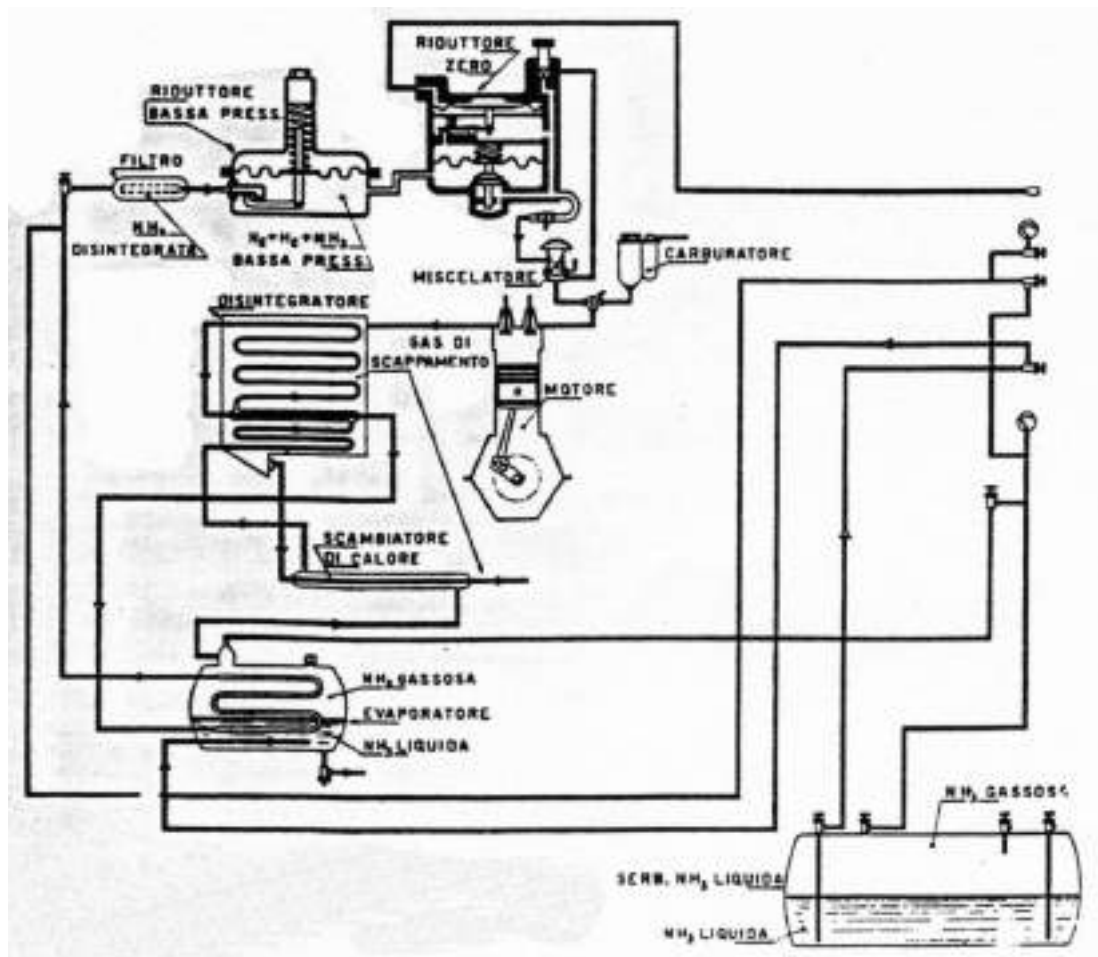 RIDUTTORE
ZERO
RIDUTTORE
BASSA PRESS.
FILTRO
NH₃
DISINTEGRATA
N₂+H₂+NH₃
BASSA PRESS.
CARBURATORE
MISCELATORE
DISINTEGRATORE
GAS DI
SCAPPAMENTO
MOTORE
SCAMBIATORE
DI CALORE
NH₃ GASSOSA
EVAPORATORE
NH₃ LIQUIDA
NH₃ GASSOSA
SERB. NH₃ LIQUIDA
NH₃ LIQUIDA